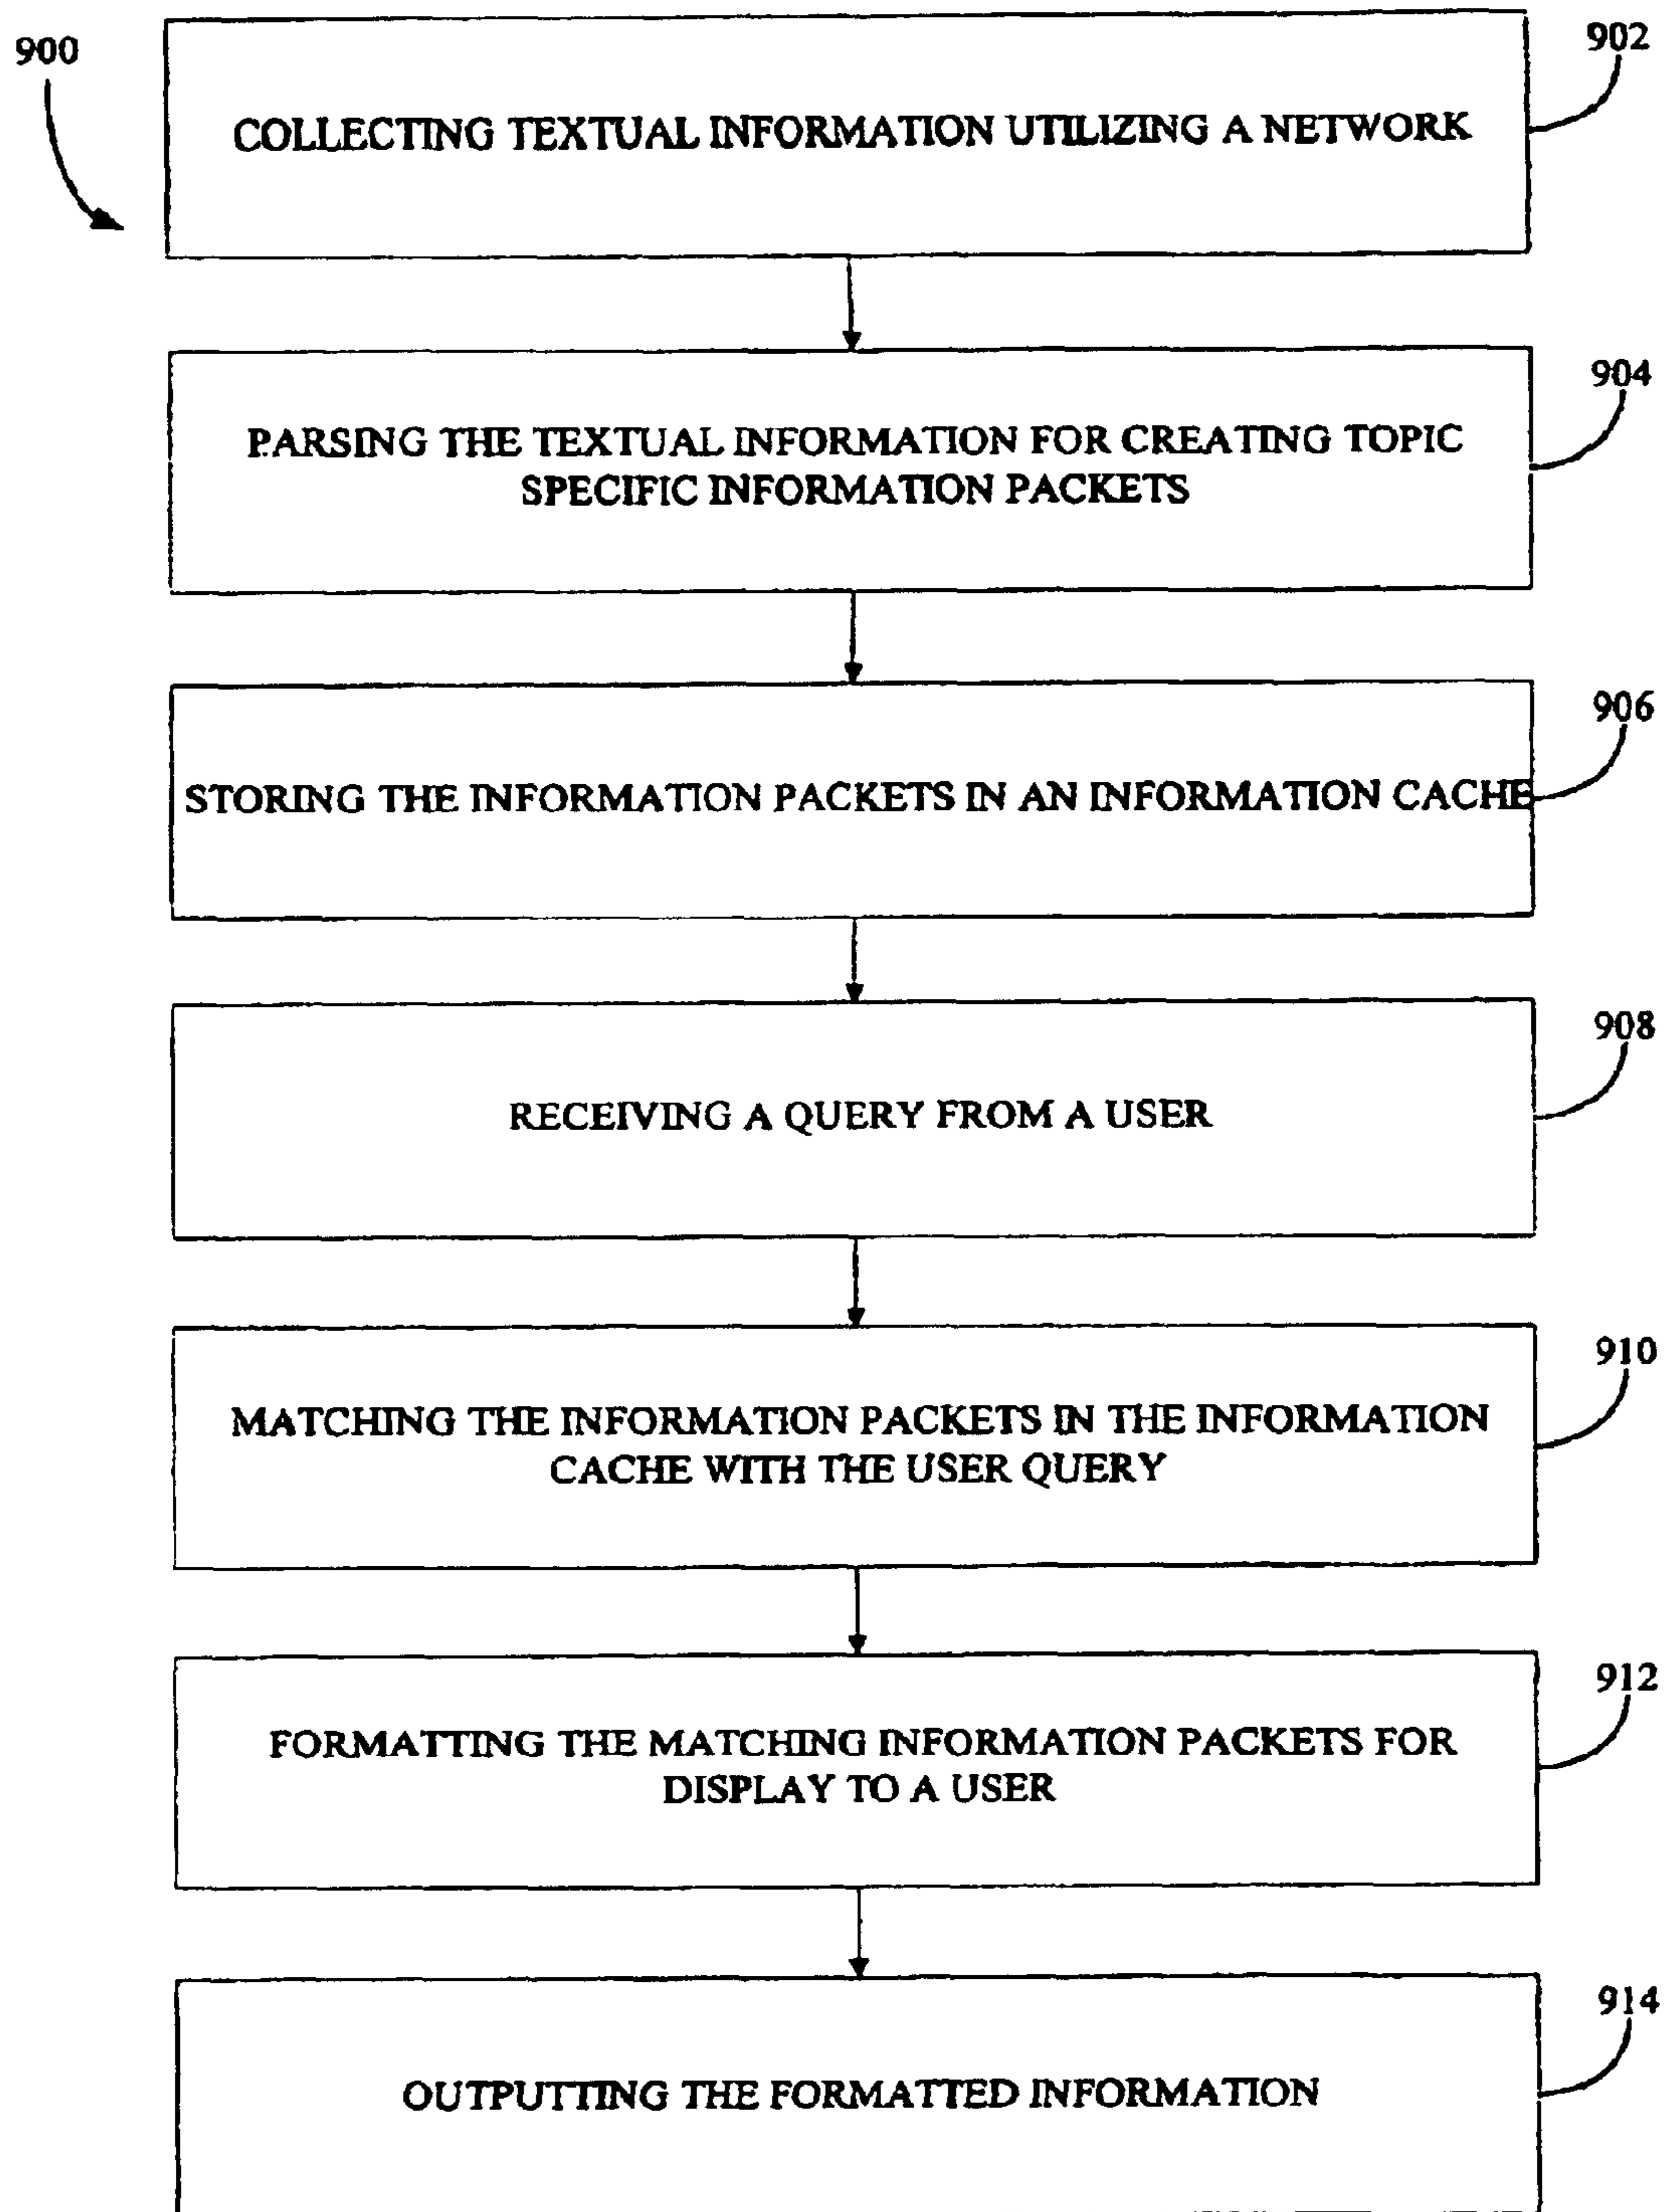 900
902
COLLECTING TEXTUAL INFORMATION UTILIZING A NETWORK
904
PARSING THE TEXTUAL INFORMATION FOR CREATING TOPIC
SPECIFIC INFORMATION PACKETS
906
STORING THE INFORMATION PACKETS IN AN INFORMATION CACHE
908
RECEIVING A QUERY FROM A USER
910
MATCHING THE INFORMATION PACKETS IN THE INFORMATION
CACHE WITH THE USER QUERY
912
FORMATTING THE MATCHING INFORMATION PACKETS FOR
DISPLAY TO A USER
914
OUTPUTTING THE FORMATTED INFORMATION